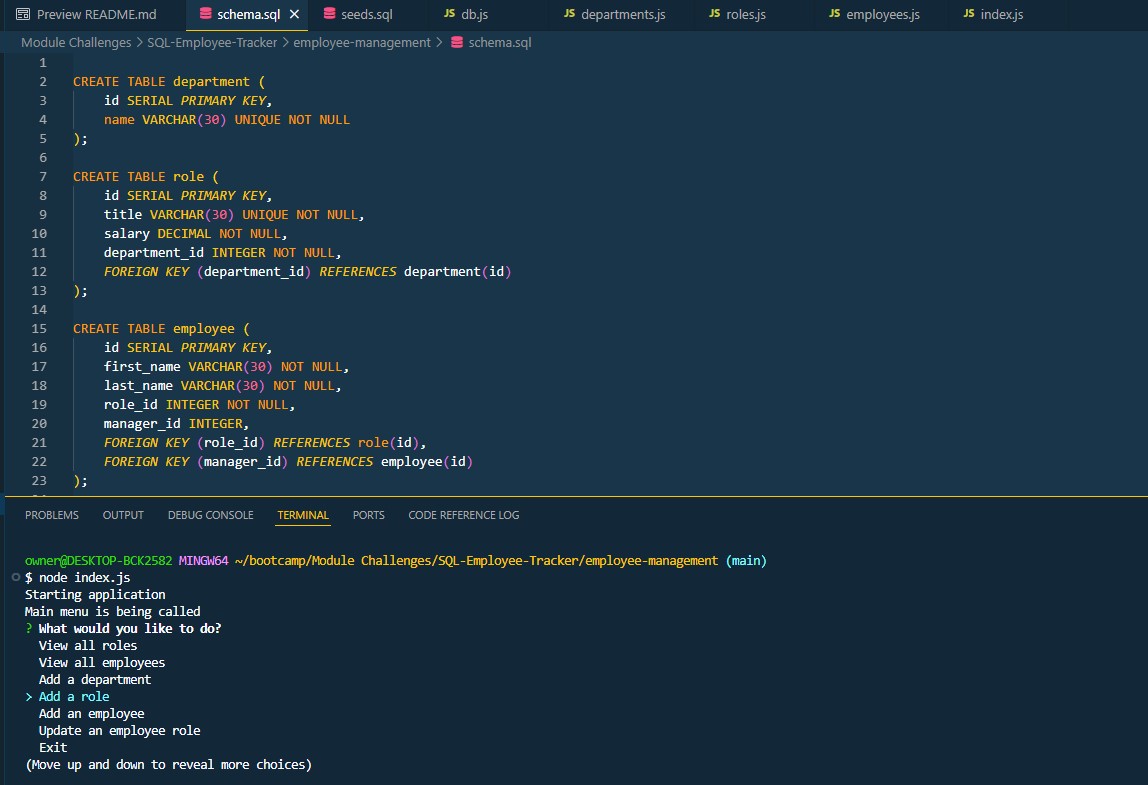 Preview README.md schema.sql × seeds.sql JS db.js JS departments.js JS roles.js JS employees.js JS index.js
Module Challenges > SQL-Employee-Tracker > employee-management > schema.sql
1
2 CREATE TABLE department (
3 id SERIAL PRIMARY KEY,
4 name VARCHAR(30) UNIQUE NOT NULL
5 );
6
7 CREATE TABLE role (
8 id SERIAL PRIMARY KEY,
9 title VARCHAR(30) UNIQUE NOT NULL,
10 salary DECIMAL NOT NULL,
11 department_id INTEGER NOT NULL,
12 FOREIGN KEY (department_id) REFERENCES department(id)
13 );
14
15 CREATE TABLE employee (
16 id SERIAL PRIMARY KEY,
17 first_name VARCHAR(30) NOT NULL,
18 last_name VARCHAR(30) NOT NULL,
19 role_id INTEGER NOT NULL,
20 manager_id INTEGER,
21 FOREIGN KEY (role_id) REFERENCES role(id),
22 FOREIGN KEY (manager_id) REFERENCES employee(id)
23 );
PROBLEMS OUTPUT DEBUG CONSOLE TERMINAL PORTS CODE REFERENCE LOG
owner@DESKTOP-BCK2582 MINGW64 ~/bootcamp/Module Challenges/SQL-Employee-Tracker/employee-management (main)
$ node index.js
Starting application
Main menu is being called
? What would you like to do?
View all roles
View all employees
Add a department
> Add a role
Add an employee
Update an employee role
Exit
(Move up and down to reveal more choices)